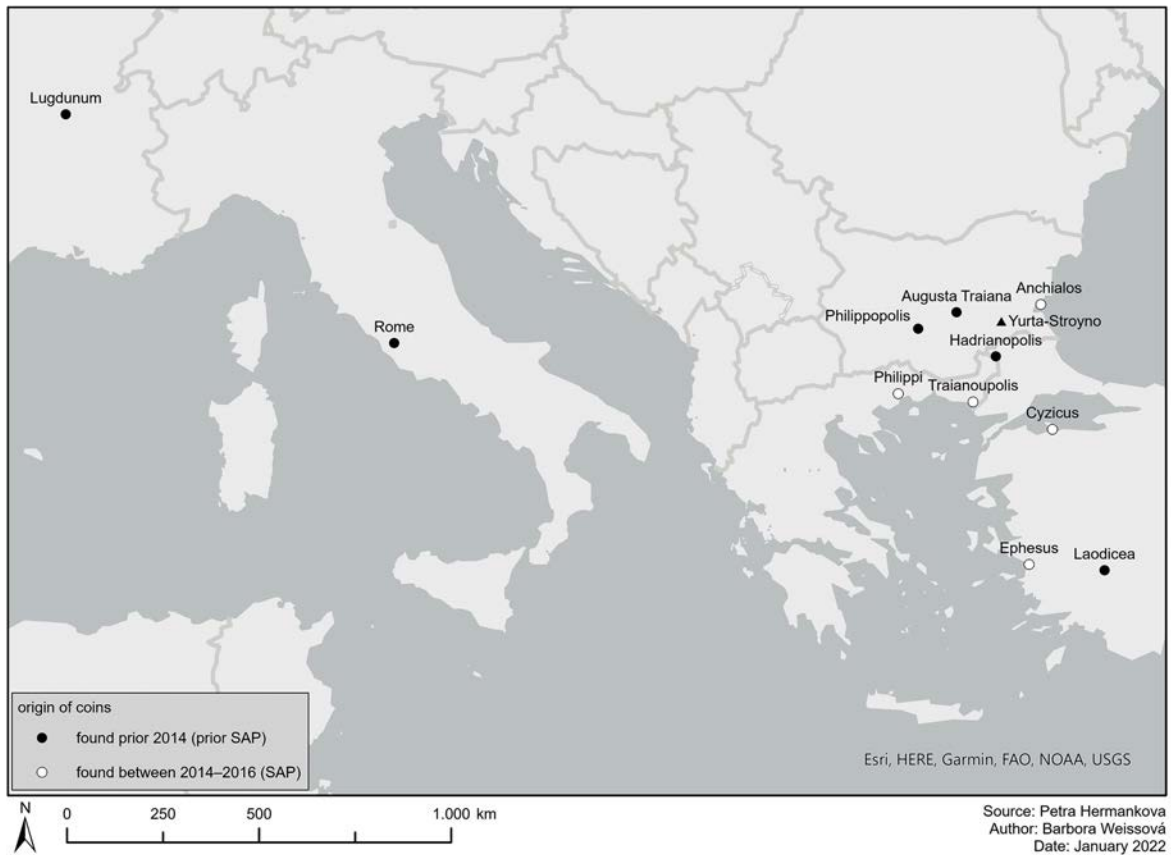 Lugdunum
Anchialos
Augusta Traiana
Philippopolis
Yurta-Stroyno
Rome
Hadrianopolis
Philippi
Traianoupolis
Cyzicus
Ephesus
Laodicea
origin of coins
found prior 2014 (prior SAP)
found between 2014–2016 (SAP)
Esri, HERE, Garmin, FAO, NOAA, USGS
N
0 250 500 1.000 km
Source: Petra Hermankova
Author: Barbora Weissová
Date: January 2022